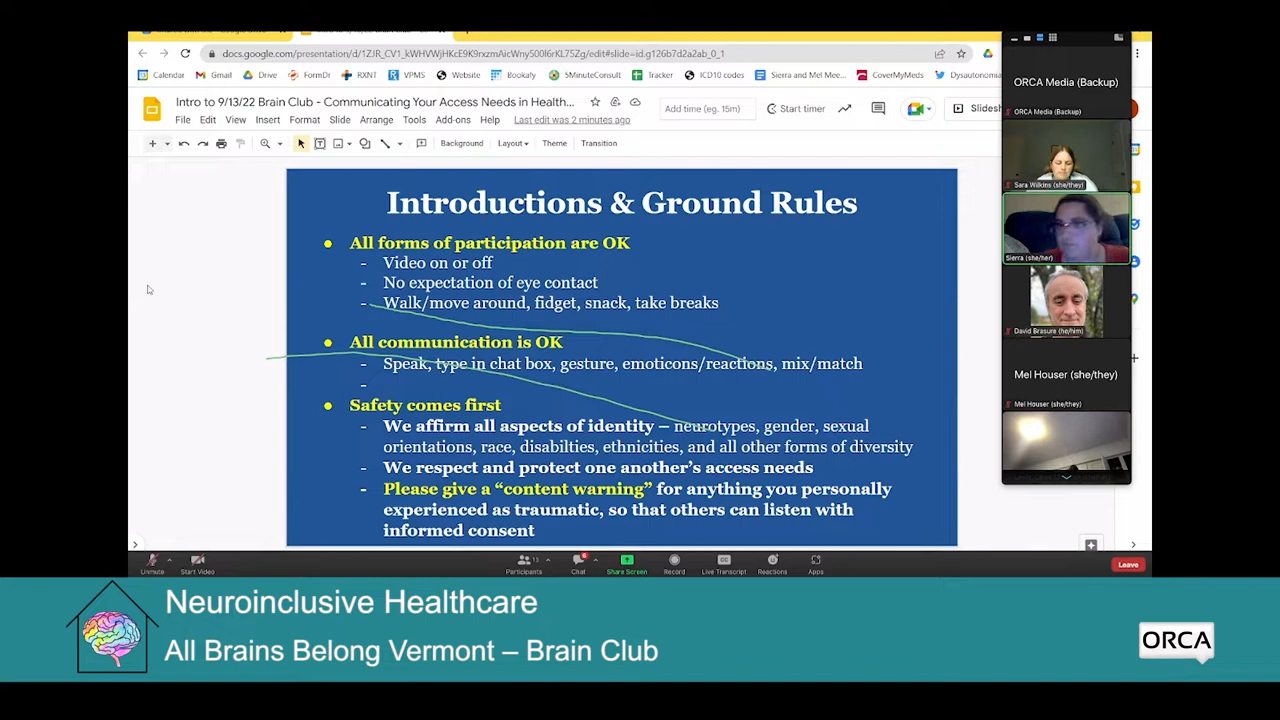 docs.google.com/presentation/d/1ZJR_CV1_kWHVWjHKcE9K9rxzmAicWny500l6rKL75Zg/edit#slide=id.g126b7d2a2ab_0_1
Calendar Gmail Drive FormDr RXNT VPMS Website Bookafy 5MinuteConsult Tracker ICD10 codes Sierra and Mel Mee... CoverMyMeds Dysautonomia
Intro to 9/13/22 Brain Club - Communicating Your Access Needs in Health...
Add time (eg. 15m) Start timer Slidesh
File Edit View Insert Format Slide Arrange Tools Add-ons Help Last edit was 2 minutes ago
Background Layout Theme Transition
Introductions & Ground Rules
● All forms of participation are OK
- Video on or off
- No expectation of eye contact
- Walk/move around, fidget, snack, take breaks
● All communication is OK
- Speak, type in chat box, gesture, emoticons/reactions, mix/match
-
● Safety comes first
- We affirm all aspects of identity – neurotypes, gender, sexual
orientations, race, disabilties, ethnicities, and all other forms of diversity
- We respect and protect one another's access needs
- Please give a "content warning" for anything you personally
experienced as traumatic, so that others can listen with
informed consent
ORCA Media (Backup)
ORCA Media (Backup)
Sara Wilkins (she/they)
Sierra (she/her)
David Brasure (he/him)
Mel Houser (she/they)
Mel Houser (she/they)
Unmute Start Video Participants 13 Chat 6 Share Screen Record Live Transcript Reactions Apps Leave
Neuroinclusive Healthcare
All Brains Belong Vermont – Brain Club
ORCA